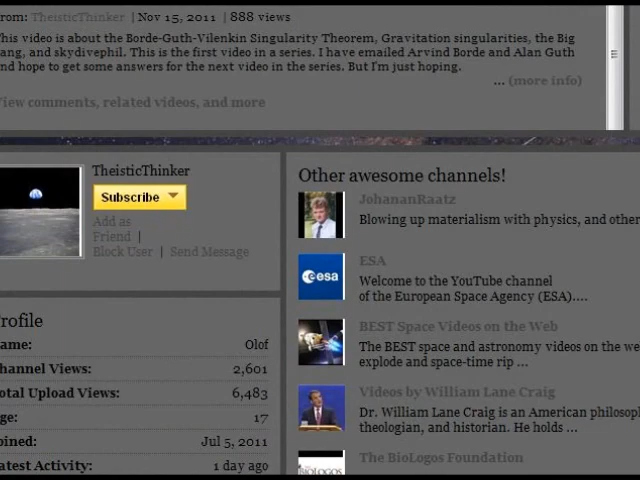 rom: TheisticThinker | Nov 15, 2011 | 888 views
his video is about the Borde-Guth-Vilenkin Singularity Theorem, Gravitation singularities, the Big
ang, and skydivephil. This is the first video in a series. I have emailed Arvind Borde and Alan Guth
nd hope to get some answers for the next video in the series. But I'm just hoping.
... (more info)
View comments, related videos, and more
TheisticThinker
Subscribe
Add as
Friend |
Block User | Send Message
rofile
ame: Olof
hannel Views: 2,601
otal Upload Views: 6,483
ge: 17
oined: Jul 5, 2011
atest Activity: 1 day ago
Other awesome channels!
JohananRaatz
Blowing up materialism with physics, and other
esa
ESA
Welcome to the YouTube channel
of the European Space Agency (ESA)....
BEST Space Videos on the Web
The BEST space and astronomy videos on the we
explode and space-time rip ...
Videos by William Lane Craig
Dr. William Lane Craig is an American philosop
theologian, and historian. He holds ...
The BioLogos Foundation
BIOLOGOS